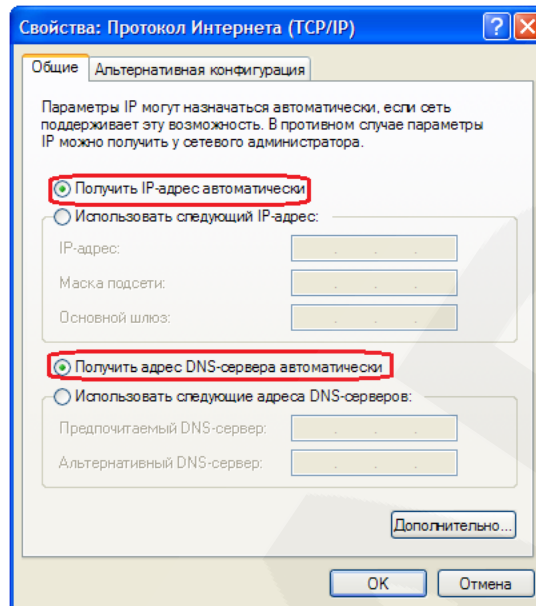 Свойства: Протокол Интернета (TCP/IP)
Общие
Альтернативная конфигурация
Параметры IP могут назначаться автоматически, если сеть
поддерживает эту возможность. В противном случае параметры
IP можно получить у сетевого администратора.
Получить IP-адрес автоматически
Использовать следующий IP-адрес:
IP-адрес:
Маска подсети:
Основной шлюз:
Получить адрес DNS-сервера автоматически
Использовать следующие адреса DNS-серверов:
Предпочитаемый DNS-сервер:
Альтернативный DNS-сервер:
Дополнительно...
OK
Отмена